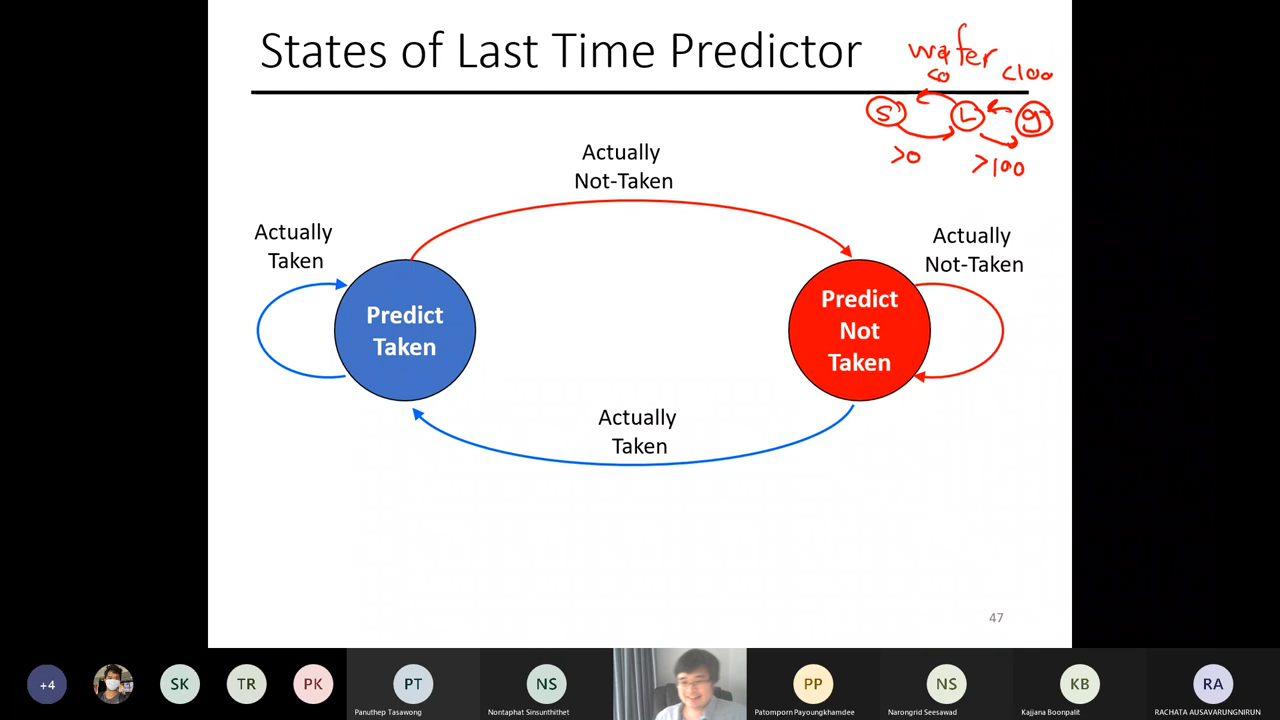 States of Last Time Predictor
water
<0
<100
S
L
g
>0
>100
Actually
Not-Taken
Actually
Taken
Actually
Not-Taken
Predict
Taken
Predict
Not
Taken
Actually
Taken
47
+4
SK
TR
PK
PT
NS
PP
NS
KB
RA
Panuthep Tasawong
Nontaphat Sinsunthithet
Patomporn Payoungkhamdee
Narongrid Seesawad
Kajjana Boonpalit
RACHATA AUSAVARUNGNIRUN